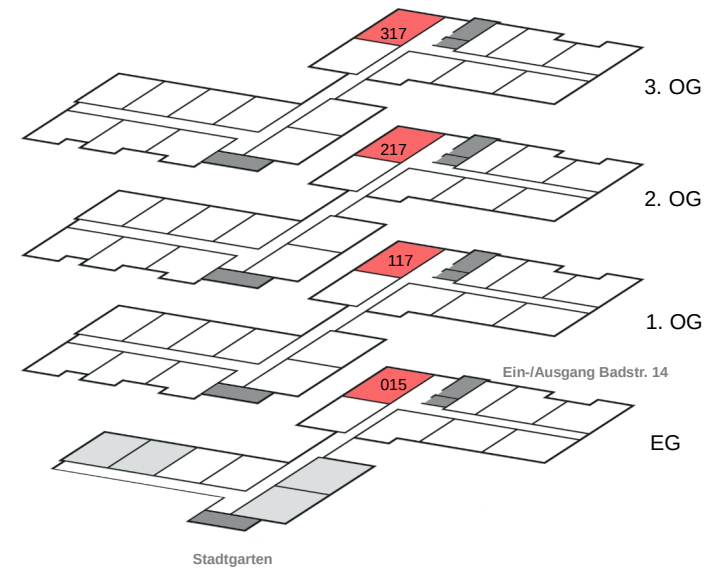 317
3. OG
217
2. OG
117
1. OG
Ein-/Ausgang Badstr. 14
015
EG
Stadtgarten